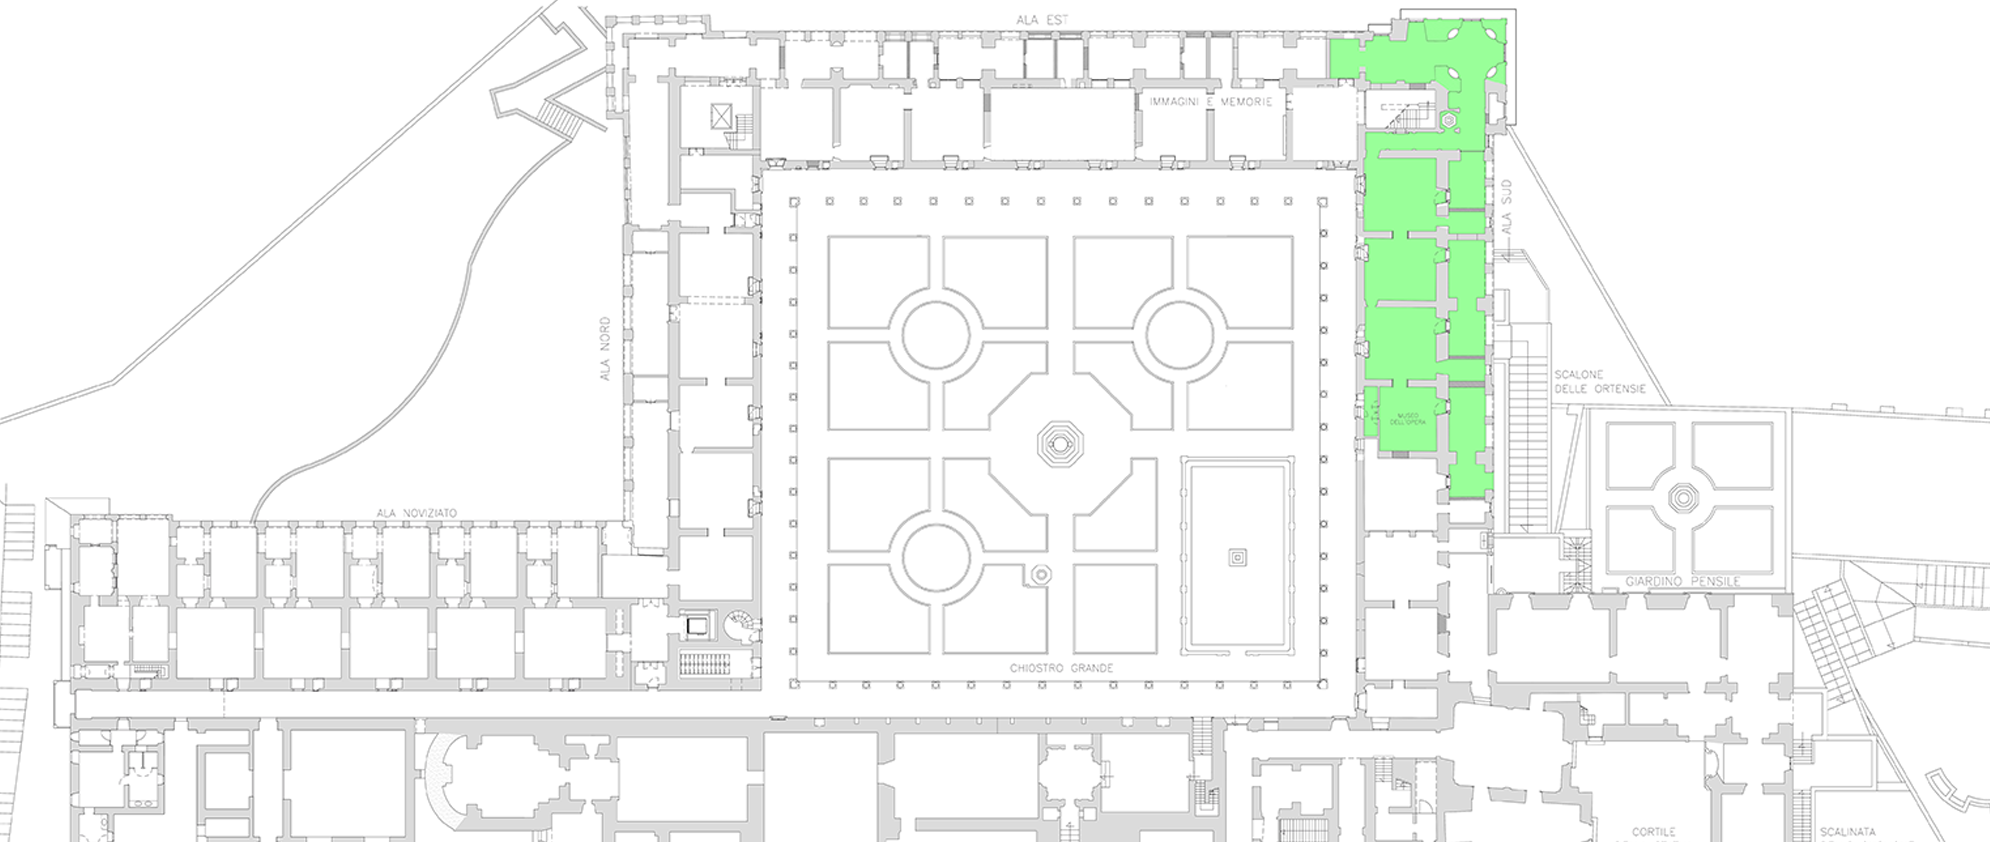 ALA EST
IMMAGINI E MEMORIE
ALA SUD
ALA NORD
SCALONE
DELLE ORTENSIE
MUSEO
DELL'OPERA
ALA NOVIZIATO
GIARDINO PENSILE
CHIOSTRO GRANDE
CORTILE
SCALINATA